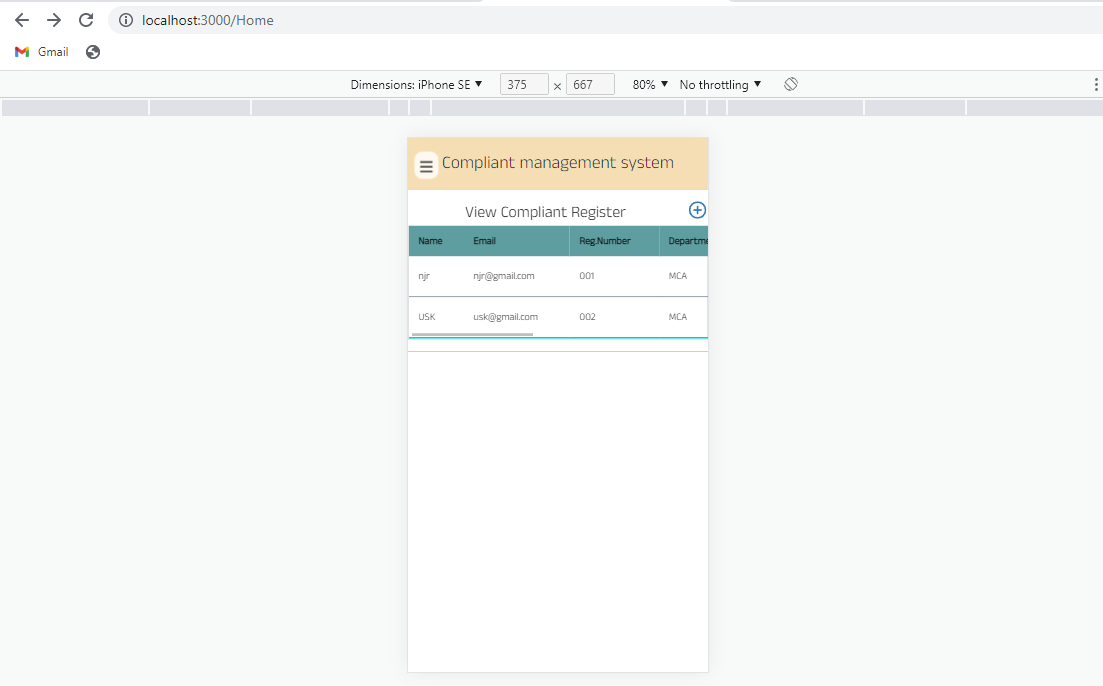 localhost:3000/Home
Gmail
Dimensions: iPhone SE 375 × 667 80% No throttling
Compliant management system
View Compliant Register
Name Email Reg.Number Departme
njr njr@gmail.com 001 MCA
USK usk@gmail.com 002 MCA